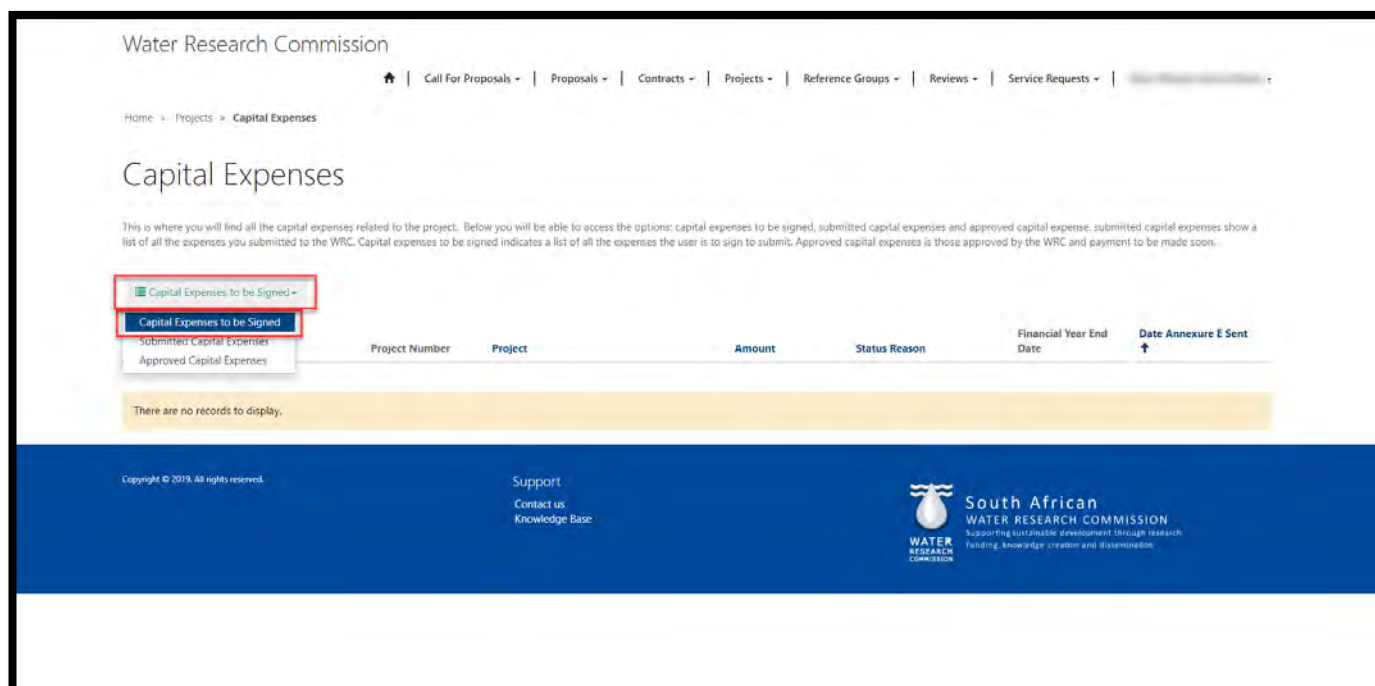 Water Research Commission
Call For Proposals | Proposals | Contracts | Projects | Reference Groups | Reviews | Service Requests |
Home > Projects > Capital Expenses
Capital Expenses
This is where you will find all the capital expenses related to the project. Below you will be able to access the options: capital expenses to be signed, submitted capital expenses and approved capital expense. submitted capital expenses show a
list of all the expenses you submitted to the WRC. Capital expenses to be signed indicates a list of all the expenses the user is to sign to submit. Approved capital expenses is those approved by the WRC and payment to be made soon.
Capital Expenses to be Signed
Capital Expenses to be Signed
Submitted Capital Expenses
Approved Capital Expenses
Project Number Project Amount Status Reason Financial Year End Date Date Annexure E Sent
There are no records to display.
Copyright © 2019. All rights reserved.
Support
Contact us
Knowledge Base
WATER
RESEARCH
COMMISSION
South African
WATER RESEARCH COMMISSION
Supporting sustainable development through research
funding, knowledge creation and dissemination